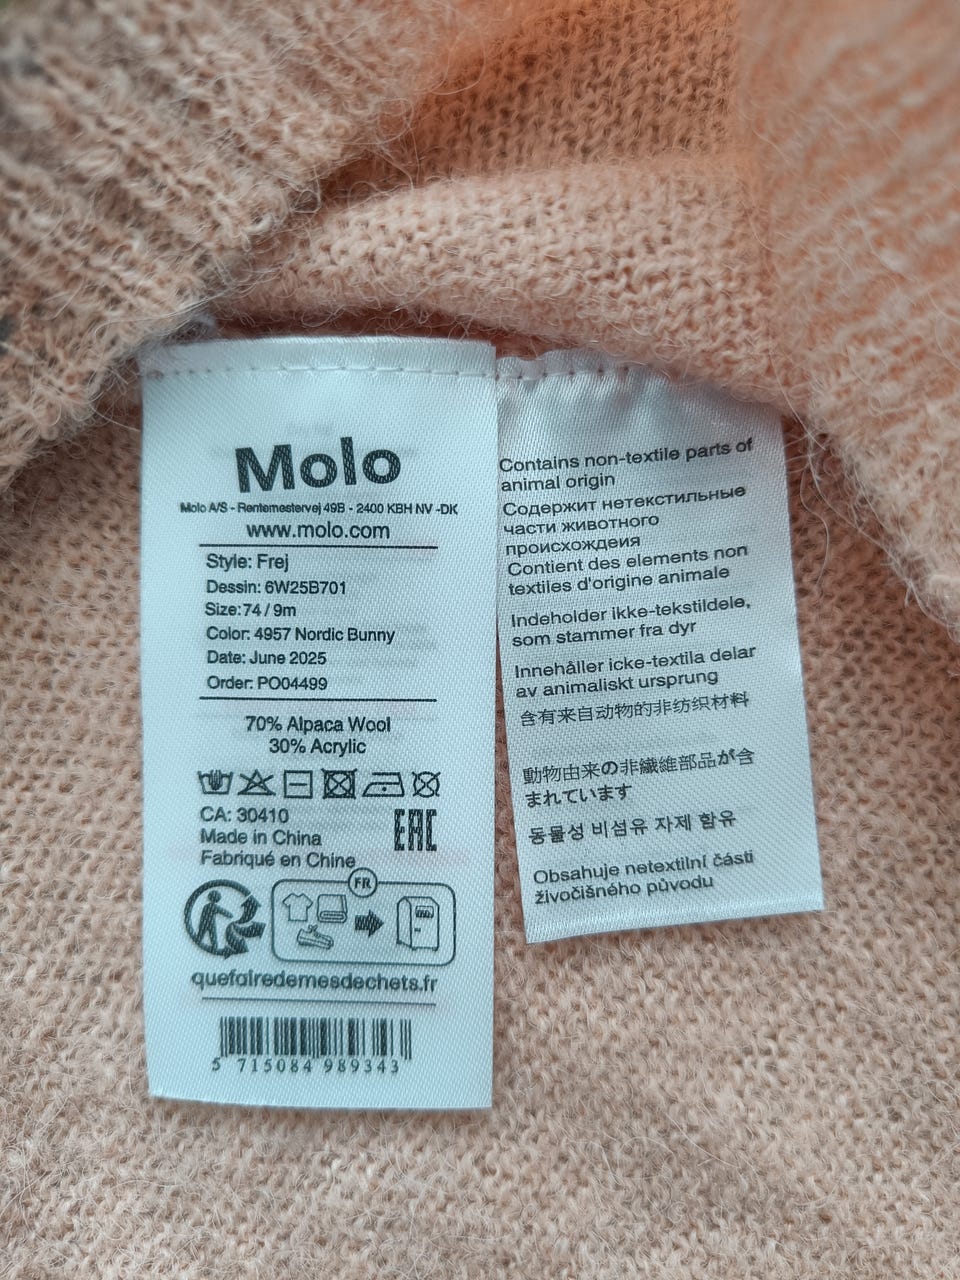 Molo
Molo A/S - Rentemestervej 49B - 2400 KBH NV -DK
www.molo.com
Style: Frej
Dessin: 6W25B701
Size: 74 / 9m
Color: 4957 Nordic Bunny
Date: June 2025
Order: PO04499
70% Alpaca Wool
30% Acrylic
CA: 30410
Made in China
Fabriqué en Chine
EAC
FR
quefairedemesdechets.fr
5 715084 989343
Contains non-textile parts of
animal origin
Содержит нетекстильные
части животного
происхождеия
Contient des elements non
textiles d'origine animale
Indeholder ikke-tekstildele,
som stammer fra dyr
Innehåller icke-textila delar
av animaliskt ursprung
含有来自动物的非纺织材料
動物由来の非繊維部品が含
まれています
동물성 비섬유 자재 함유
Obsahuje netextilní části
živočišného původu